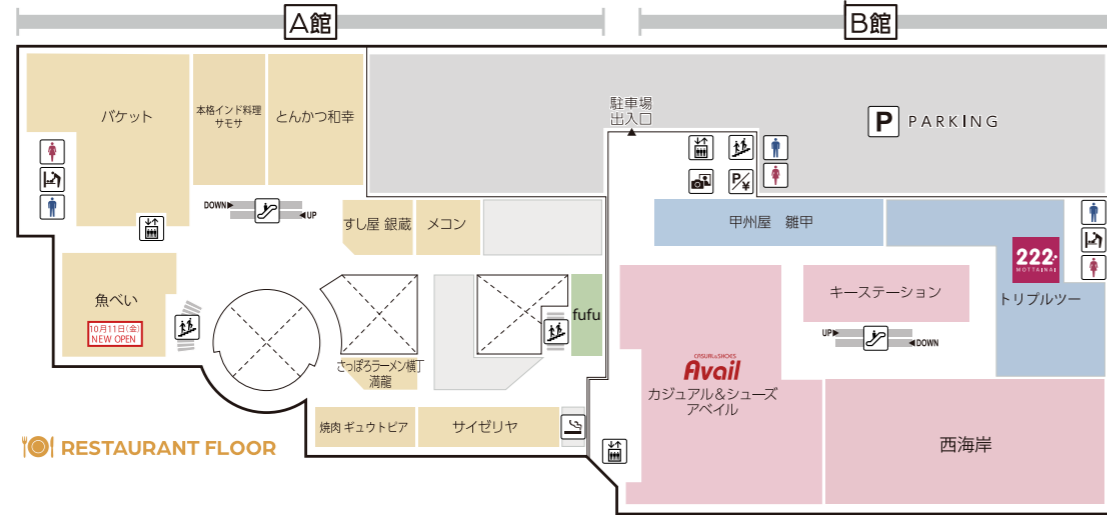 A館
B館
バケット
本格インド料理
サモサ
とんかつ和幸
駐車場
出入口
P PARKING
P/¥
DOWN
UP
すし屋 銀蔵
メコン
甲州屋 雛甲
222
MOTTAINAI
トリプルツー
魚べい
10月11日(金)
NEW OPEN
fufu
キーステーション
UP
DOWN
さっぽろラーメン横丁
満龍
CASUAL&SHOES
Avail
カジュアル&シューズ
アベイル
焼肉 ギュウトピア
サイゼリヤ
西海岸
RESTAURANT FLOOR